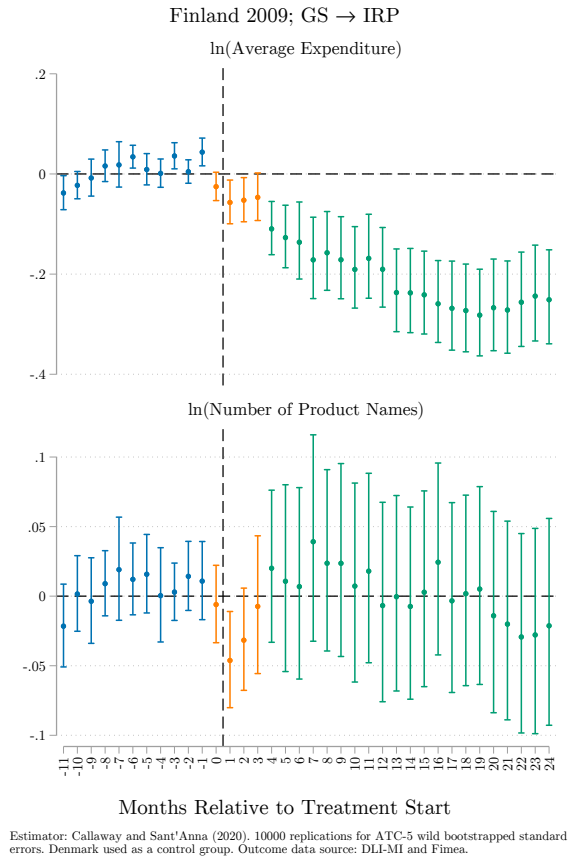 Finland 2009; GS → IRP
ln(Average Expenditure)
.2
0
-.2
-.4
ln(Number of Product Names)
.1
.05
0
-.05
-.1
-11 -10 -9 -8 -7 -6 -5 -4 -3 -2 -1 0 1 2 3 4 5 6 7 8 9 10 11 12 13 14 15 16 17 18 19 20 21 22 23 24
Months Relative to Treatment Start
Estimator: Callaway and Sant'Anna (2020). 10000 replications for ATC-5 wild bootstrapped standard
errors. Denmark used as a control group. Outcome data source: DLI-MI and Fimea.